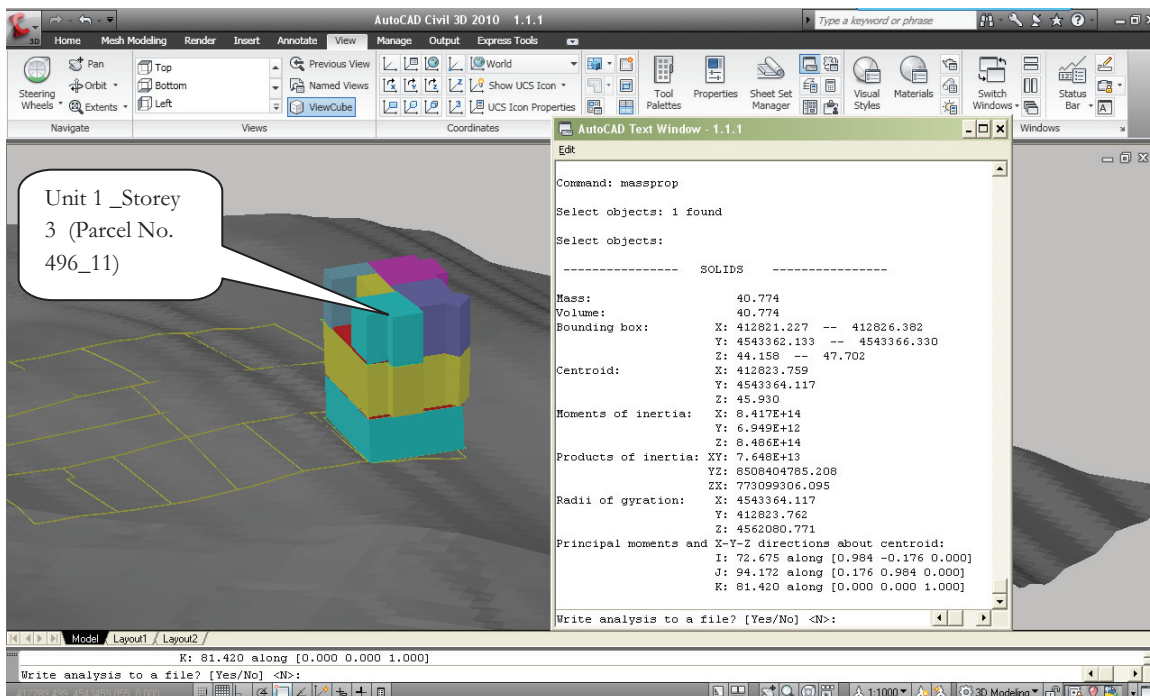 AutoCAD Civil 3D 2010 1.1.1
Type a keyword or phrase
3D
Home Mesh Modeling Render Insert Annotate View Manage Output Express Tools
Pan
Orbit
Extents
Steering
Wheels
Top
Bottom
Left
Previous View
Named Views
ViewCube
World
Show UCS Icon
UCS Icon Properties
Tool
Palettes
Properties
Sheet Set
Manager
Visual
Styles
Materials
Switch
Windows
Status
Bar
Navigate
Views
Coordinates
Windows
Unit 1 _Storey
3 (Parcel No.
496_11)
AutoCAD Text Window - 1.1.1
Edit
Command: massprop
Select objects: 1 found
Select objects:
---------------- SOLIDS ----------------
Mass: 40.774
Volume: 40.774
Bounding box: X: 412821.227 -- 412826.382
Y: 4543362.133 -- 4543366.330
Z: 44.158 -- 47.702
Centroid: X: 412823.759
Y: 4543364.117
Z: 45.930
Moments of inertia: X: 8.417E+14
Y: 6.949E+12
Z: 8.486E+14
Products of inertia: XY: 7.648E+13
YZ: 8508404785.208
ZX: 773099306.095
Radii of gyration: X: 4543364.117
Y: 412823.762
Z: 4562080.771
Principal moments and X-Y-Z directions about centroid:
I: 72.675 along [0.984 -0.176 0.000]
J: 94.172 along [0.176 0.984 0.000]
K: 81.420 along [0.000 0.000 1.000]
Write analysis to a file? [Yes/No] <N>:
Model Layout1 Layout2
K: 81.420 along [0.000 0.000 1.000]
Write analysis to a file? [Yes/No] <N>:
1:1000
3D Modeling